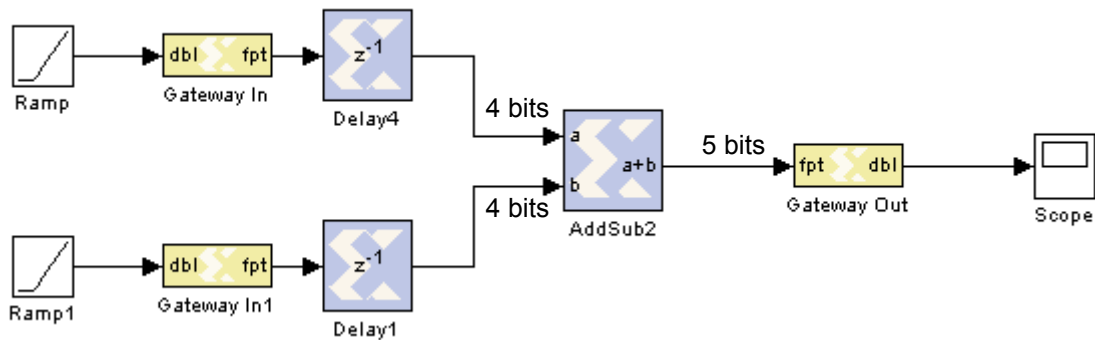 dbl fpt
z-1
Ramp
Gateway In
Delay4
4 bits
a
b
a+b
5 bits
fpt dbl
4 bits
AddSub2
Gateway Out
Scope
dbl fpt
z-1
Ramp1
Gateway In1
Delay1